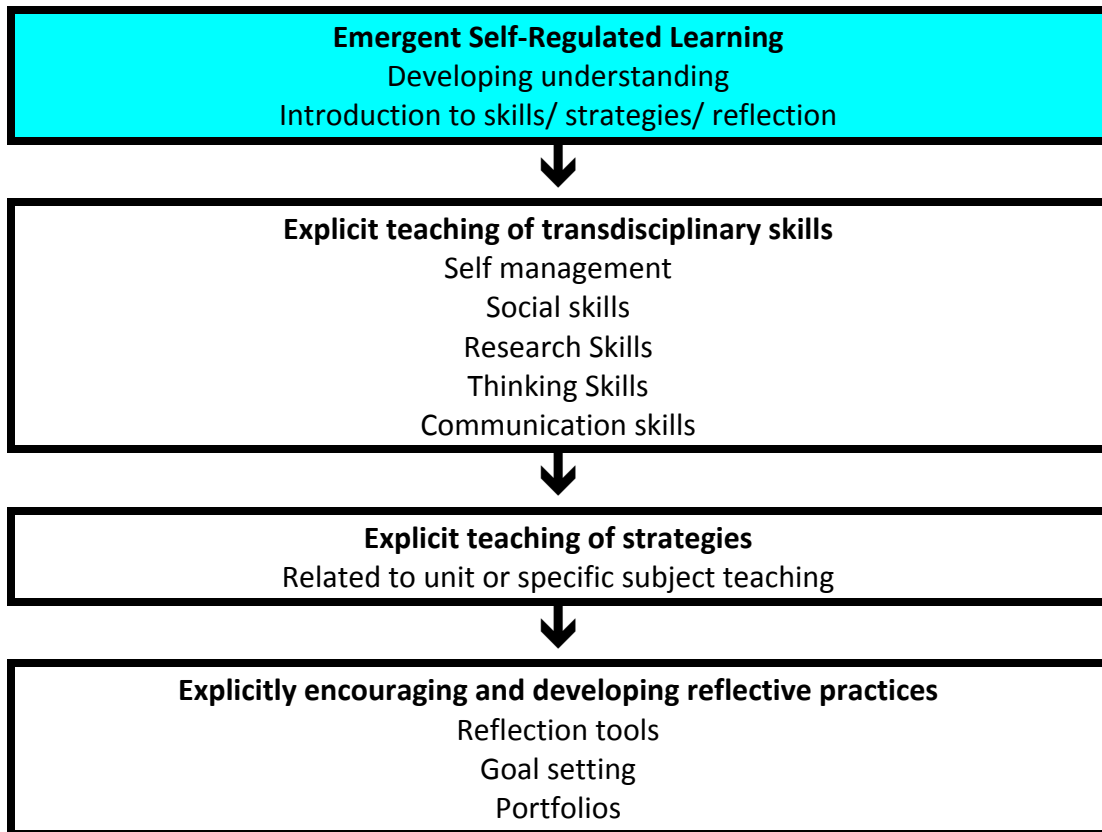 Emergent Self-Regulated Learning
Developing understanding
Introduction to skills/ strategies/ reflection
Explicit teaching of transdisciplinary skills
Self management
Social skills
Research Skills
Thinking Skills
Communication skills
Explicit teaching of strategies
Related to unit or specific subject teaching
Explicitly encouraging and developing reflective practices
Reflection tools
Goal setting
Portfolios